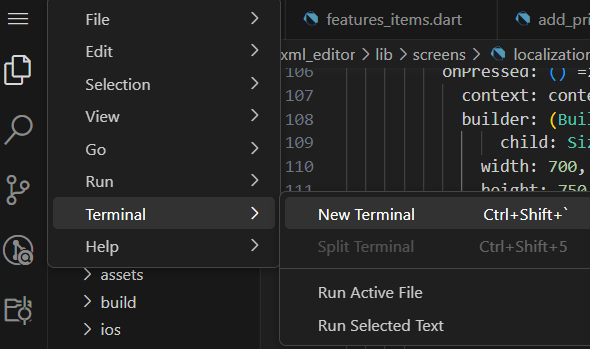 File
Edit
Selection
View
Go
Run
Terminal
Help
assets
build
ios
features_items.dart
add_pri
xml_editor > lib > screens > localization
106 onPressed: () =>
107 context: conte
108 builder: (Buil
109 child: Siz
110 width: 700,
111 height: 750
New Terminal Ctrl+Shift+`
Split Terminal Ctrl+Shift+5
Run Active File
Run Selected Text